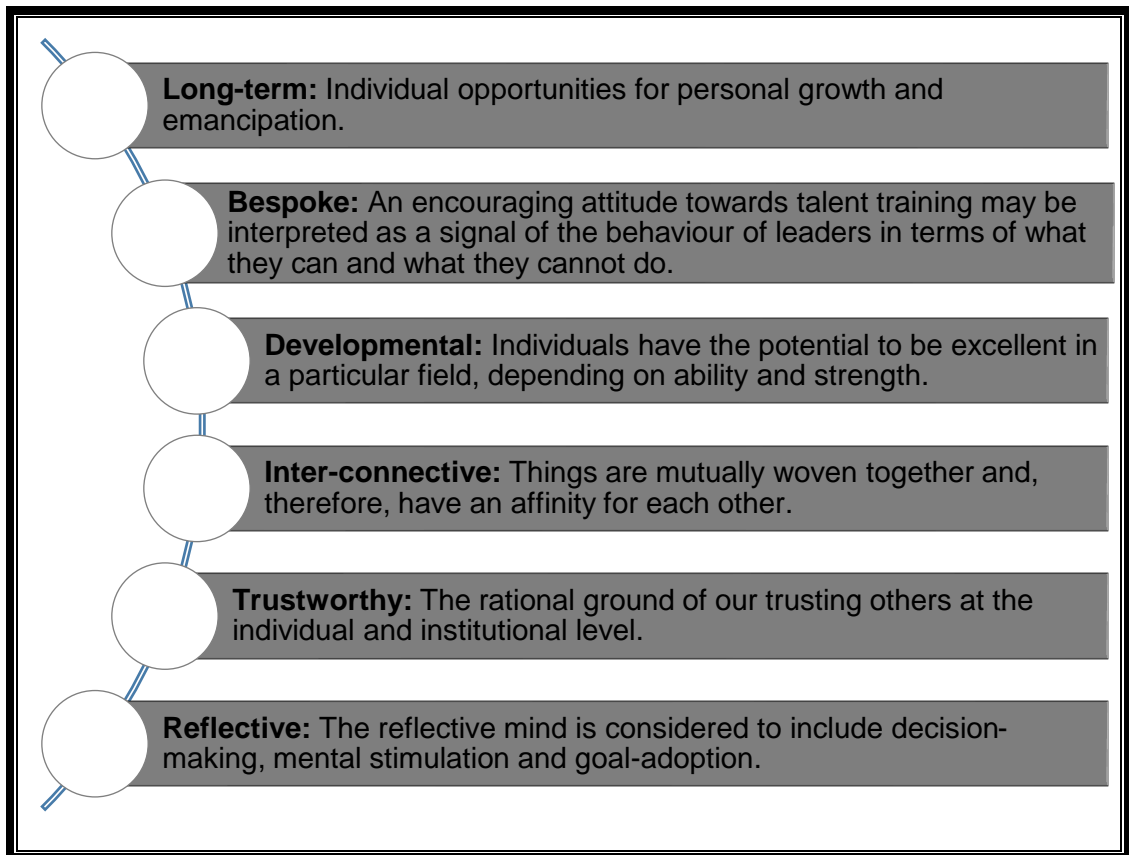 Long-term: Individual opportunities for personal growth and
emancipation.
Bespoke: An encouraging attitude towards talent training may be
interpreted as a signal of the behaviour of leaders in terms of what
they can and what they cannot do.
Developmental: Individuals have the potential to be excellent in
a particular field, depending on ability and strength.
Inter-connective: Things are mutually woven together and,
therefore, have an affinity for each other.
Trustworthy: The rational ground of our trusting others at the
individual and institutional level.
Reflective: The reflective mind is considered to include decision-
making, mental stimulation and goal-adoption.